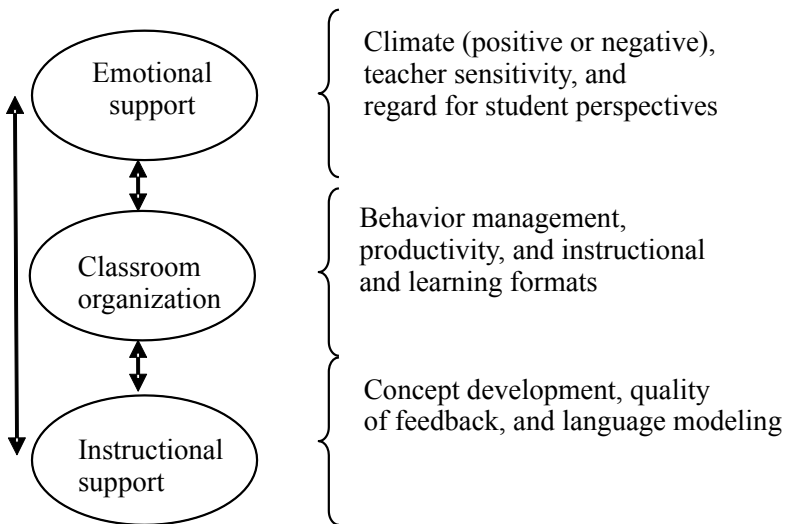 Emotional
support
Climate (positive or negative),
teacher sensitivity, and
regard for student perspectives
Classroom
organization
Behavior management,
productivity, and instructional
and learning formats
Instructional
support
Concept development, quality
of feedback, and language modeling